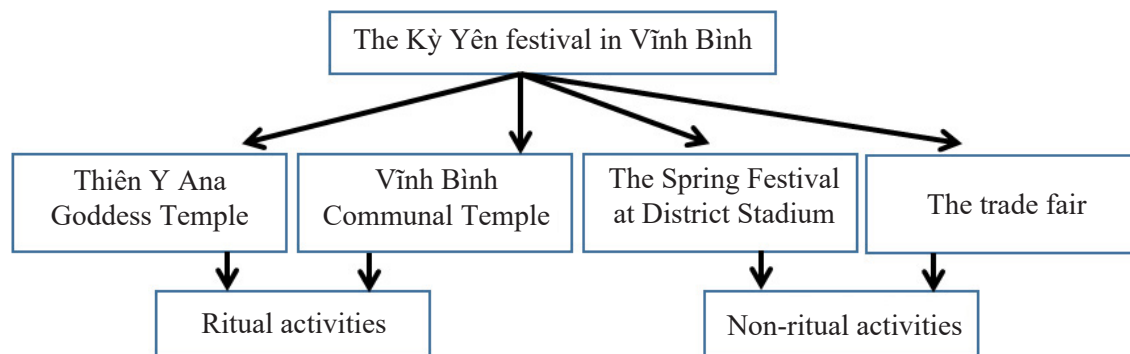 The Kỳ Yên festival in Vĩnh Bình
Thiên Y Ana
Goddess Temple
Vĩnh Bình
Communal Temple
The Spring Festival
at District Stadium
The trade fair
Ritual activities
Non-ritual activities